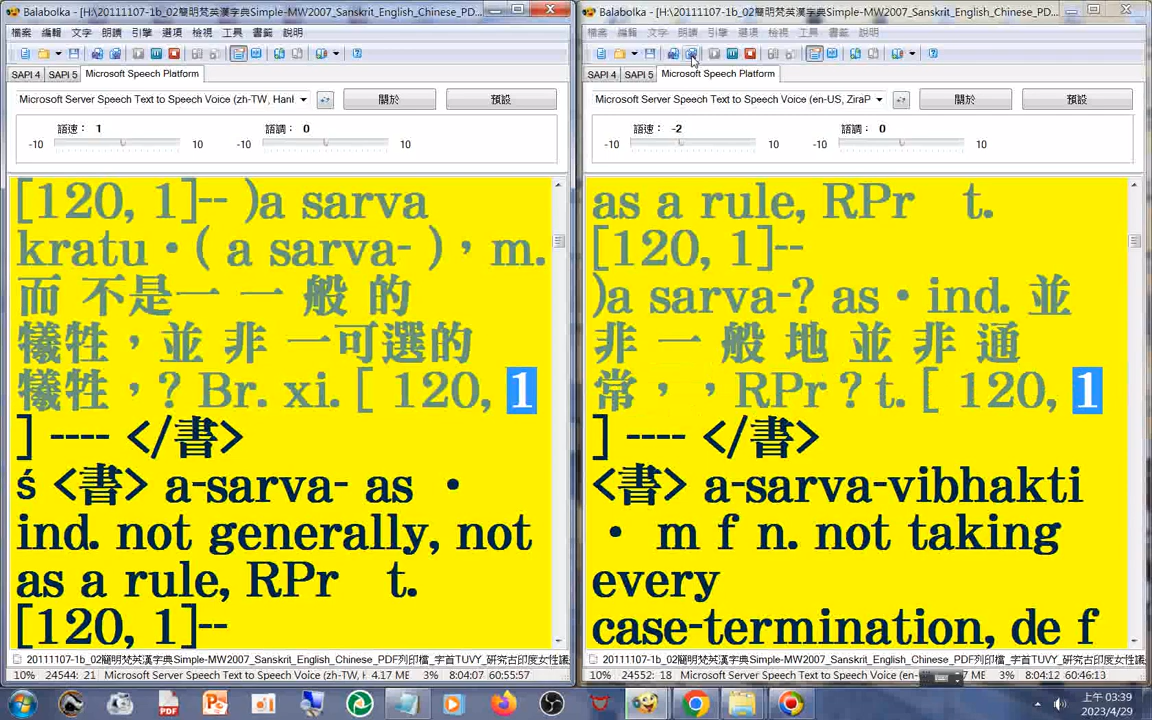 Balabolka - [H:\20111107-1b_02簡明梵英漢字典Simple-MW2007_Sanskrit_English_Chinese_PD...
檔案 編輯 文字 朗讀 引擎 選項 檢視 工具 書籤 說明
SAPI 4 SAPI 5 Microsoft Speech Platform
Microsoft Server Speech Text to Speech Voice (zh-TW, Hanl 關於 預設
語速： 1 語調： 0
-10 10 -10 10
[120, 1]-- )a sarva
kratu • ( a sarva- )，m.
而 不是一 一 般 的
犧牲，並 非 一可選的
犧牲，? Br. xi. [ 120, 1
] ---- </書>
ś <書> a-sarva- as •
ind. not generally, not
as a rule, RPr t.
[120, 1]--
20111107-1b_02簡明梵英漢字典Simple-MW2007_Sanskrit_English_Chinese_PDF列印檔_字首TUVY_研究古印度女性議
10% 24544: 21 Microsoft Server Speech Text to Speech Voice (zh-TW, H 4.17 MB 3% 8:04:07 60:55:57
Balabolka - [H:\20111107-1b_02簡明梵英漢字典Simple-MW2007_Sanskrit_English_Chinese_PD...
檔案 編輯 文字 朗讀 引擎 選項 檢視 工具 書籤 說明
SAPI 4 SAPI 5 Microsoft Speech Platform
Microsoft Server Speech Text to Speech Voice (en-US, ZiraP 關於 預設
語速： -2 語調： 0
-10 10 -10 10
as a rule, RPr t.
[120, 1]--
)a sarva-? as • ind. 並
非 一 般 地 並 非 通
常，，RPr ? t. [ 120, 1
] ---- </書>
<書> a-sarva-vibhakti
• m f n. not taking
every
case-termination, de f
20111107-1b_02簡明梵英漢字典Simple-MW2007_Sanskrit_English_Chinese_PDF列印檔_字首TUVY_研究古印度女性議
10% 24552: 18 Microsoft Server Speech Text to Speech Voice (en- 3% 8:04:12 60:46:13
上午 03:39
2023/4/29